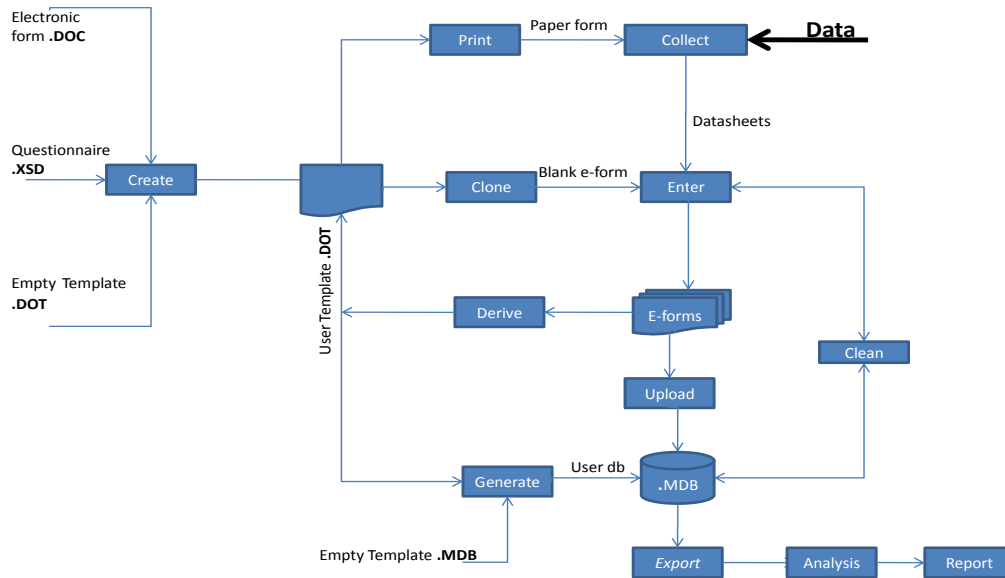 Electronic
form .DOC
Print
Paper form
Collect
Data
Datasheets
Questionnaire
.XSD
Create
Clone
Blank e-form
Enter
User Template .DOT
Empty Template
.DOT
Derive
E-forms
Clean
Upload
Generate
User db
.MDB
Empty Template .MDB
Export
Analysis
Report